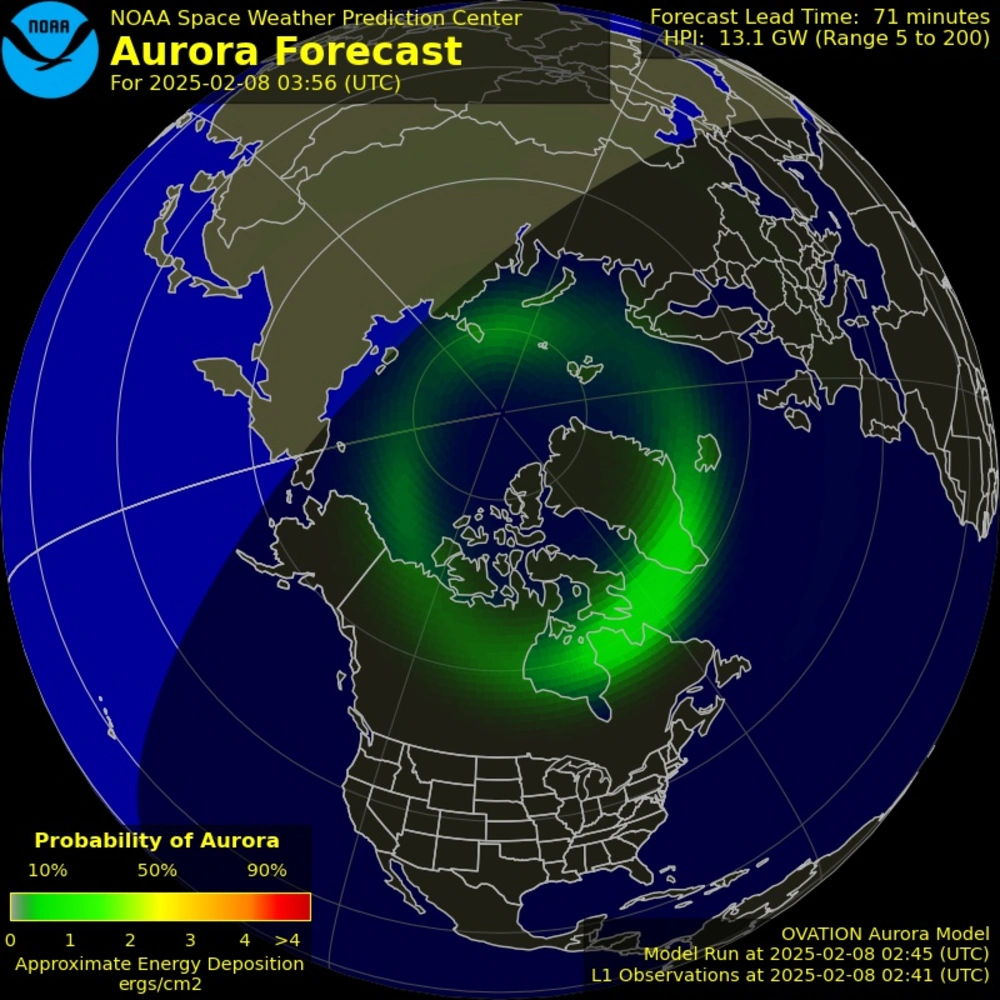 NOAA
NOAA Space Weather Prediction Center
Aurora Forecast
For 2025-02-08 03:56 (UTC)
Forecast Lead Time: 71 minutes
HPI: 13.1 GW (Range 5 to 200)
Probability of Aurora
10% 50% 90%
0 1 2 3 4 >4
Approximate Energy Deposition
ergs/cm2
OVATION Aurora Model
Model Run at 2025-02-08 02:45 (UTC)
L1 Observations at 2025-02-08 02:41 (UTC)